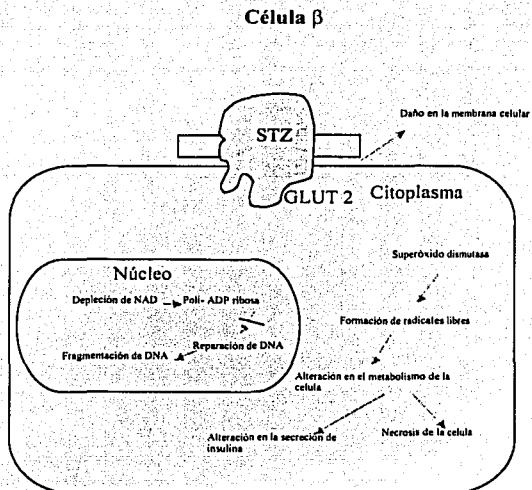 Célula β
Daño en la membrana celular
STZ
GLUT 2
Citoplasma
Superóxido dismutasa
Núcleo
Depleción de NAD
Poli- ADP ribosa
Formación de radicales libres
Reparación de DNA
Fragmentación de DNA
Alteración en el metabolismo de la
celula
Alteración en la secreción de
insulina
Necrosis de la celula